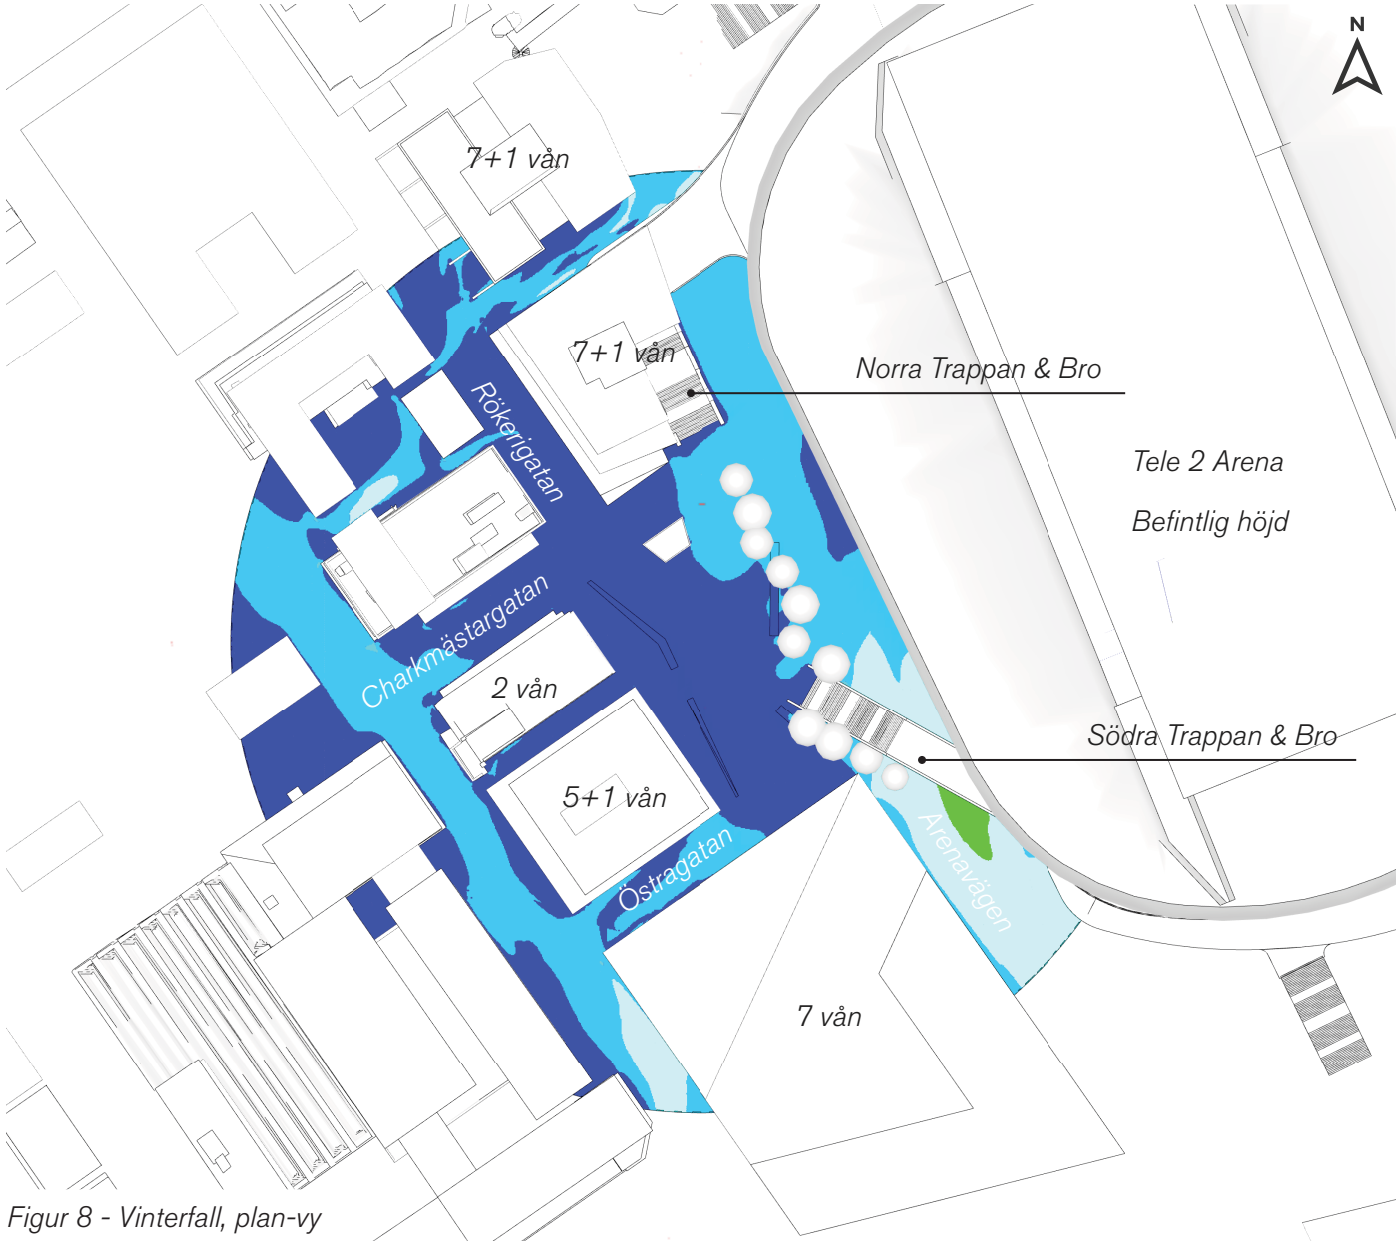 N
7+1 vån
7+1 vån
Norra Trappan & Bro
Rökerigatan
Tele 2 Arena
Befintlig höjd
Charkmästargatan
2 vån
Södra Trappan & Bro
5+1 vån
Östragatan
Arenavägen
7 vån
Figur 8 - Vinterfall, plan-vy